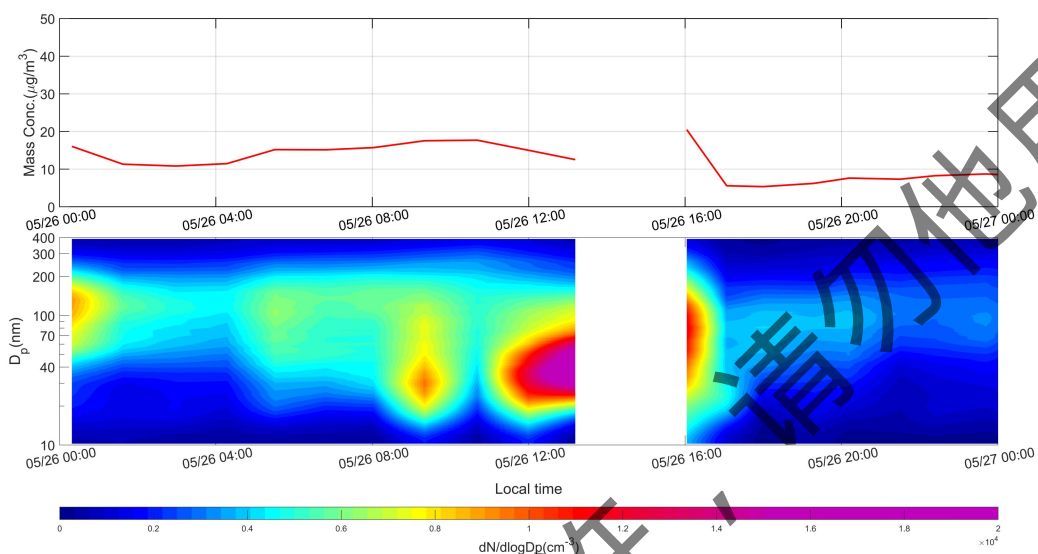 50
40
30
20
10
0
Mass Conc.(μg/m³)
05/26 00:00 05/26 04:00 05/26 08:00 05/26 12:00 05/26 16:00 05/26 20:00 05/27 00:00
400
300
200
100
70
40
10
Dp(nm)
05/26 00:00 05/26 04:00 05/26 08:00 05/26 12:00 05/26 16:00 05/26 20:00 05/27 00:00
Local time
0 0.2 0.4 0.6 0.8 1 1.2 1.4 1.6 1.8 2
×10⁴
dN/dlogDp(cm⁻³)
请勿他用